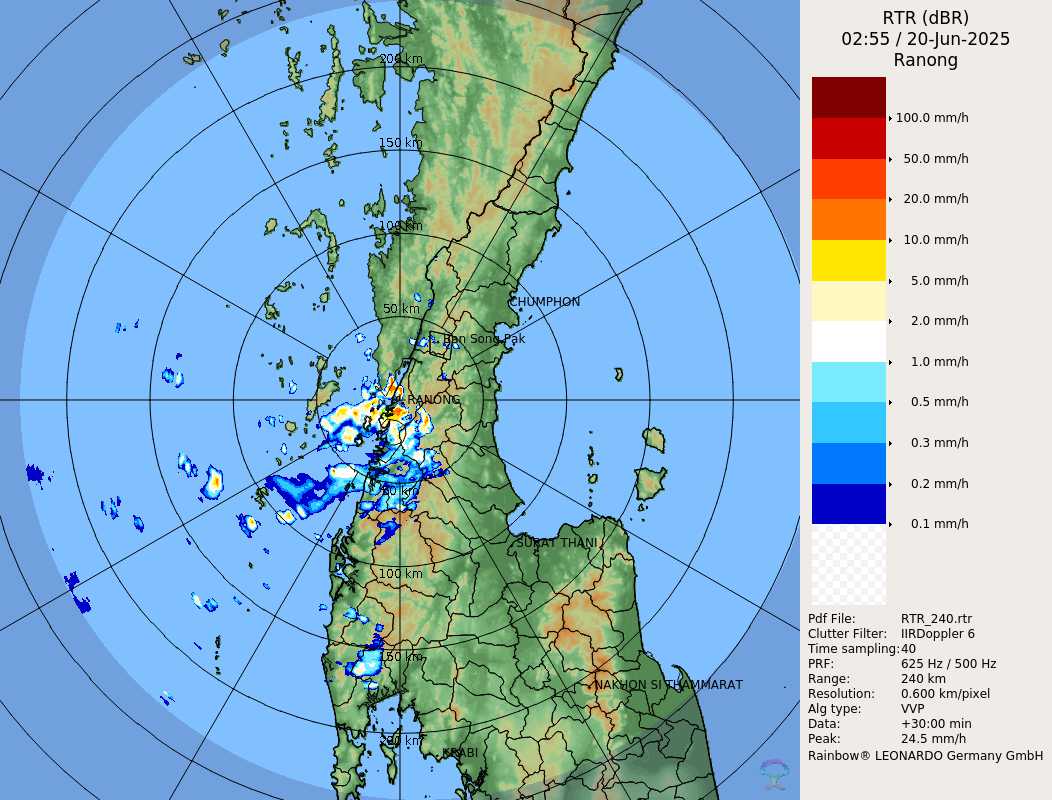 RTR (dBR)
02:55 / 20-Jun-2025
Ranong
100.0 mm/h
50.0 mm/h
20.0 mm/h
10.0 mm/h
5.0 mm/h
2.0 mm/h
1.0 mm/h
0.5 mm/h
0.3 mm/h
0.2 mm/h
0.1 mm/h
Pdf File: RTR_240.rtr
Clutter Filter: IIRDoppler 6
Time sampling:40
PRF: 625 Hz / 500 Hz
Range: 240 km
Resolution: 0.600 km/pixel
Alg type: VVP
Data: +30:00 min
Peak: 24.5 mm/h
Rainbow® LEONARDO Germany GmbH
200 km
150 km
100 km
CHUMPHON
50 km
Ban Song Pak
RANONG
50 km
SURAT THANI
100 km
150 km
NAKHON SI THAMMARAT
200 km
KRABI